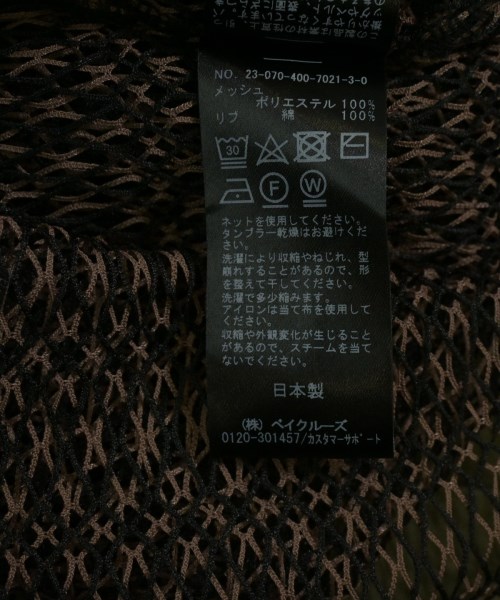 NO. 23-070-400-7021-3-0
メッシュ
ポリエステル 100%
リブ 綿 100%
30
F W
ネットを使用してください。
タンブラー乾燥はお避けくだ
さい。
洗濯により収縮やねじれ、型
崩れすることがあるので、形
を整えて干してください。
洗濯で多少縮みます。
アイロンは当て布を使用して
ください。
収縮や外観変化が生じること
があるので、スチームを当て
ないでください。
日本製
(株) ベイクルーズ
0120-301457/カスタマーサポート